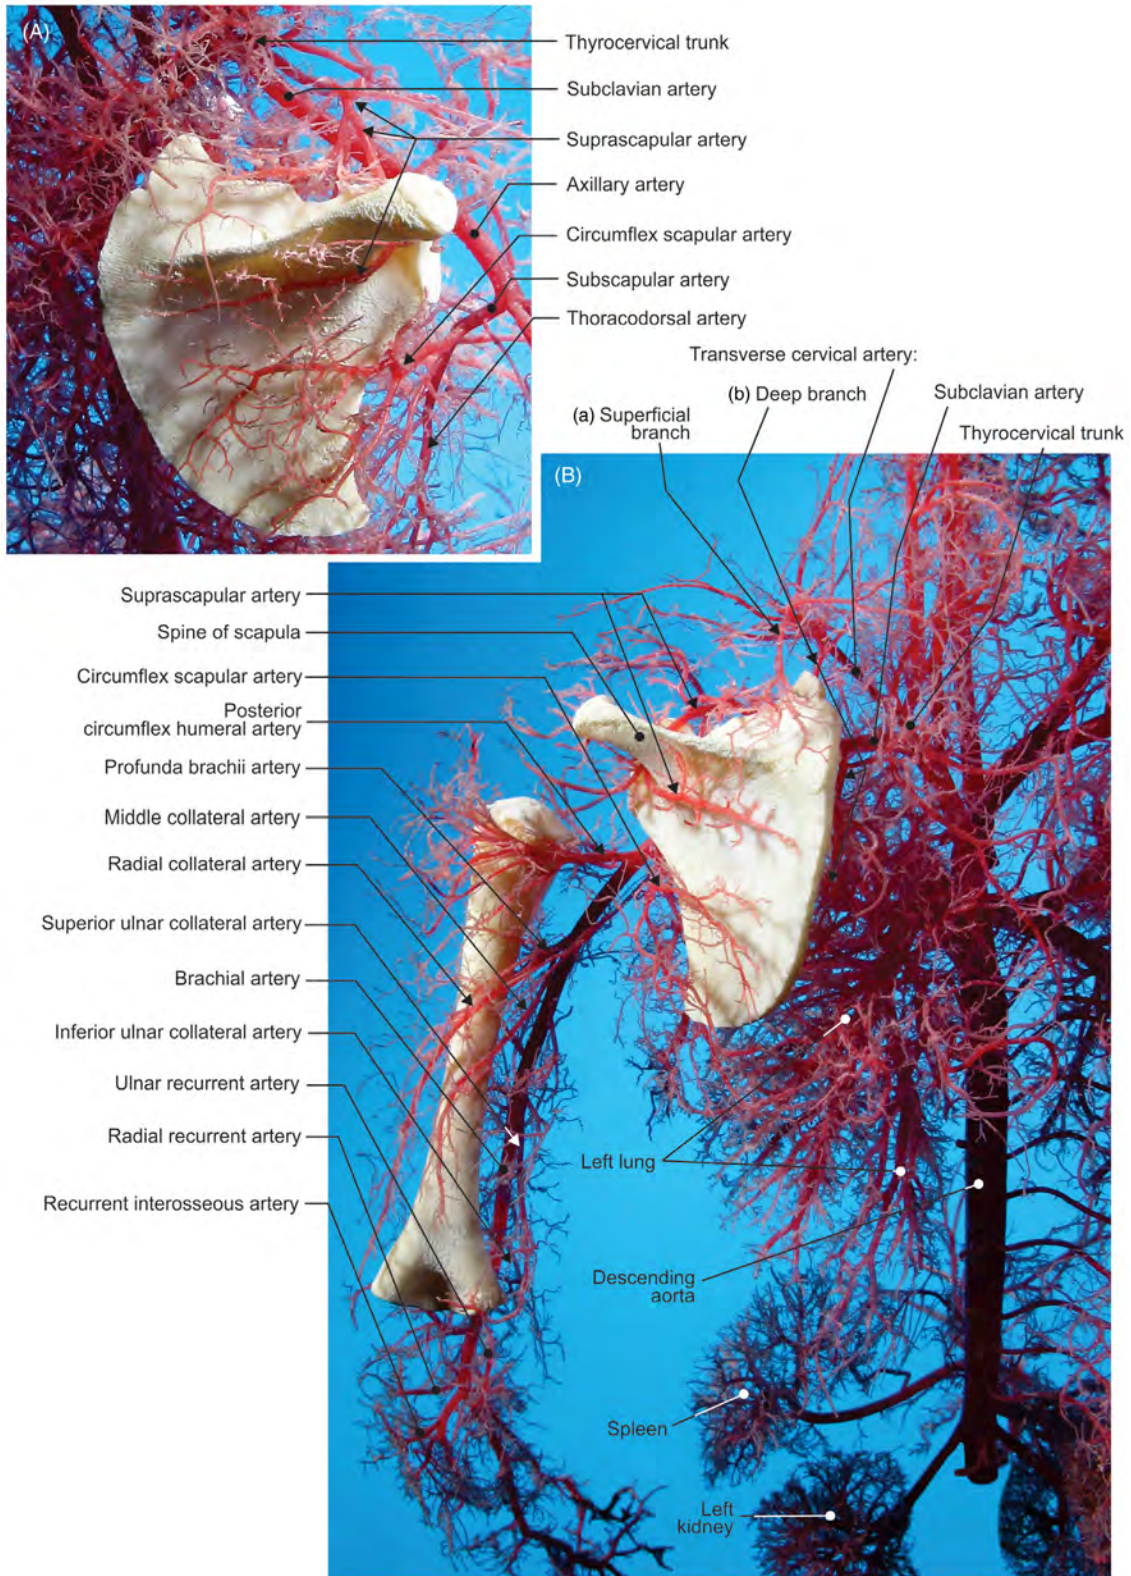 (A)
Thyrocervical trunk
Subclavian artery
Suprascapular artery
Axillary artery
Circumflex scapular artery
Subscapular artery
Thoracodorsal artery
Transverse cervical artery:
(b) Deep branch
Subclavian artery
(a) Superficial
branch
Thyrocervical trunk
(B)
Suprascapular artery
Spine of scapula
Circumflex scapular artery
Posterior
circumflex humeral artery
Profunda brachii artery
Middle collateral artery
Radial collateral artery
Superior ulnar collateral artery
Brachial artery
Inferior ulnar collateral artery
Ulnar recurrent artery
Radial recurrent artery
Recurrent interosseous artery
Left lung
Descending
aorta
Spleen
Left
kidney